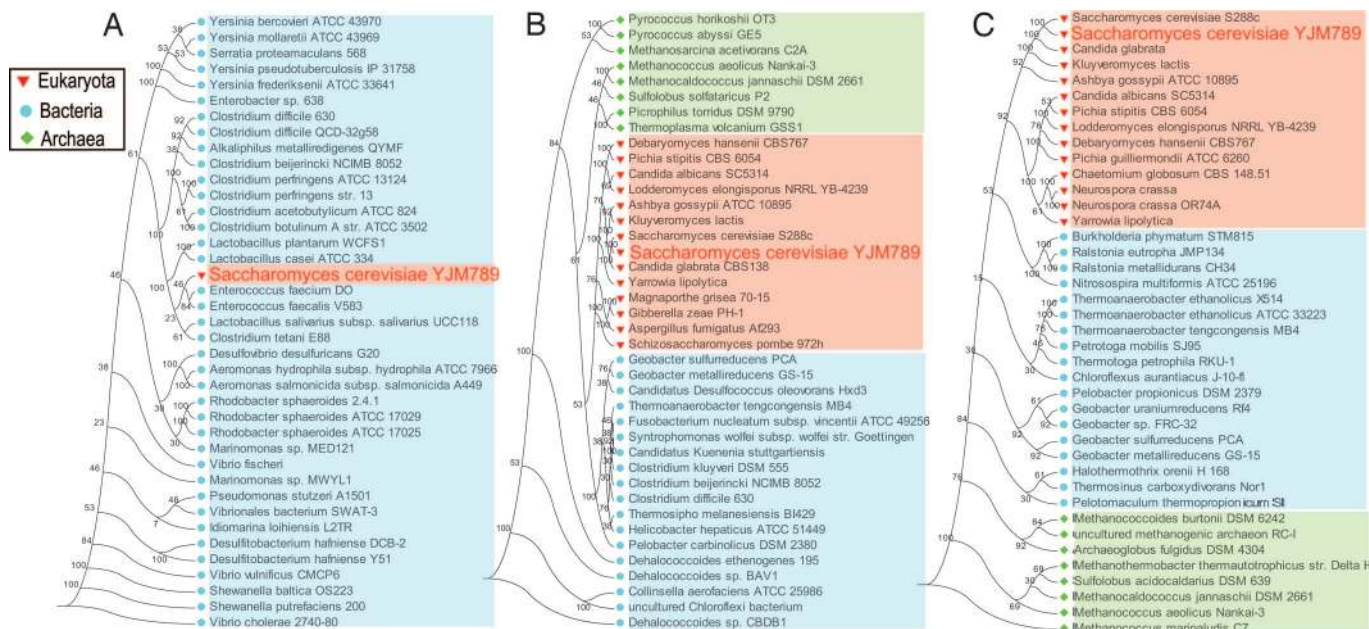 A
B
C
Eukaryota
Bacteria
Archaea
Yersinia bercovieri ATCC 43970
Yersinia mollaretii ATCC 43969
Serratia proteamaculans 568
Yersinia pseudotuberculosis IP 31758
Yersinia frederiksenii ATCC 33641
Enterobacter sp. 638
Clostridium difficile 630
Clostridium difficile QCD-32g58
Alkaliphilus metalliredigenes QYMF
Clostridium beijerincki NCIMB 8052
Clostridium perfringens ATCC 13124
Clostridium perfringens str. 13
Clostridium acetobutylicum ATCC 824
Clostridium botulinum A str. ATCC 3502
Lactobacillus plantarum WCFS1
Lactobacillus casei ATCC 334
Saccharomyces cerevisiae YJM789
Enterococcus faecium DO
Enterococcus faecalis V583
Lactobacillus salivarius subsp. salivarius UCC118
Clostridium tetani E88
Desulfovibrio desulfuricans G20
Aeromonas hydrophila subsp. hydrophila ATCC 7966
Aeromonas salmonicida subsp. salmonicida A449
Rhodobacter sphaeroides 2.4.1
Rhodobacter sphaeroides ATCC 17029
Rhodobacter sphaeroides ATCC 17025
Marinomonas sp. MED121
Vibrio fischeri
Marinomonas sp. MWYL1
Pseudomonas stutzeri A1501
Vibrionales bacterium SWAT-3
Idiomarina loihiensis L2TR
Desulfitobacterium hafniense DCB-2
Desulfitobacterium hafniense Y51
Vibrio vulnificus CMCP6
Shewanella baltica OS223
Shewanella putrefaciens 200
Vibrio cholerae 2740-80
Pyrococcus horikoshii OT3
Pyrococcus abyssi GE5
Methanosarcina acetivorans C2A
Methanococcus aeolicus Nankai-3
Methanocaldococcus jannaschii DSM 2661
Sulfolobus solfataricus P2
Picrophilus torridus DSM 9790
Thermoplasma volcanium GSS1
Debaryomyces hansenii CBS767
Pichia stipitis CBS 6054
Candida albicans SC5314
Lodderomyces elongisporus NRRL YB-4239
Ashbya gossypii ATCC 10895
Kluyveromyces lactis
Saccharomyces cerevisiae S288c
Saccharomyces cerevisiae YJM789
Candida glabrata CBS138
Yarrowia lipolytica
Magnaporthe grisea 70-15
Gibberella zeae PH-1
Aspergillus fumigatus Af293
Schizosaccharomyces pombe 972h
Geobacter sulfurreducens PCA
Geobacter metallireducens GS-15
Candidatus Desulfococcus oleovorans Hxd3
Thermoanaerobacter tengcongensis MB4
Fusobacterium nucleatum subsp. vincentii ATCC 49256
Syntrophomonas wolfei subsp. wolfei str. Goettingen
Candidatus Kuenenia stuttgartiensis
Clostridium kluyveri DSM 555
Clostridium beijerincki NCIMB 8052
Clostridium difficile 630
Thermosipho melanesiensis BI429
Helicobacter hepaticus ATCC 51449
Pelobacter carbinolicus DSM 2380
Dehalococcoides ethenogenes 195
Dehalococcoides sp. BAV1
Collinsella aerofaciens ATCC 25986
uncultured Chloroflexi bacterium
Dehalococcoides sp. CBDB1
Saccharomyces cerevisiae S288c
Saccharomyces cerevisiae YJM789
Candida glabrata
Kluyveromyces lactis
Ashbya gossypii ATCC 10895
Candida albicans SC5314
Pichia stipitis CBS 6054
Lodderomyces elongisporus NRRL YB-4239
Debaryomyces hansenii CBS767
Pichia guilliermondii ATCC 6260
Chaetomium globosum CBS 148.51
Neurospora crassa
Neurospora crassa OR74A
Yarrowia lipolytica
Burkholderia phymatum STM815
Ralstonia eutropha JMP134
Ralstonia metallidurans CH34
Nitrosospira multiformis ATCC 25196
Thermoanaerobacter ethanolicus X514
Thermoanaerobacter ethanolicus ATCC 33223
Thermoanaerobacter tengcongensis MB4
Petrotoga mobilis SJ95
Thermotoga petrophila RKU-1
Chloroflexus aurantiacus J-10-fl
Pelobacter propionicus DSM 2379
Geobacter uraniumreducens Rf4
Geobacter sp. FRC-32
Geobacter sulfurreducens PCA
Geobacter metallireducens GS-15
Halothermothrix orenii H 168
Thermosinus carboxydivorans Nor1
Pelotomaculum thermopropionicum SI
Methanococcoides burtonii DSM 6242
uncultured methanogenic archaeon RC-I
Archaeoglobus fulgidus DSM 4304
Methanothermobacter thermautotrophicus str. Delta H
Sulfolobus acidocaldarius DSM 639
Methanocaldococcus jannaschii DSM 2661
Methanococcus aeolicus Nankai-3
Methanococcus maripaludis C7